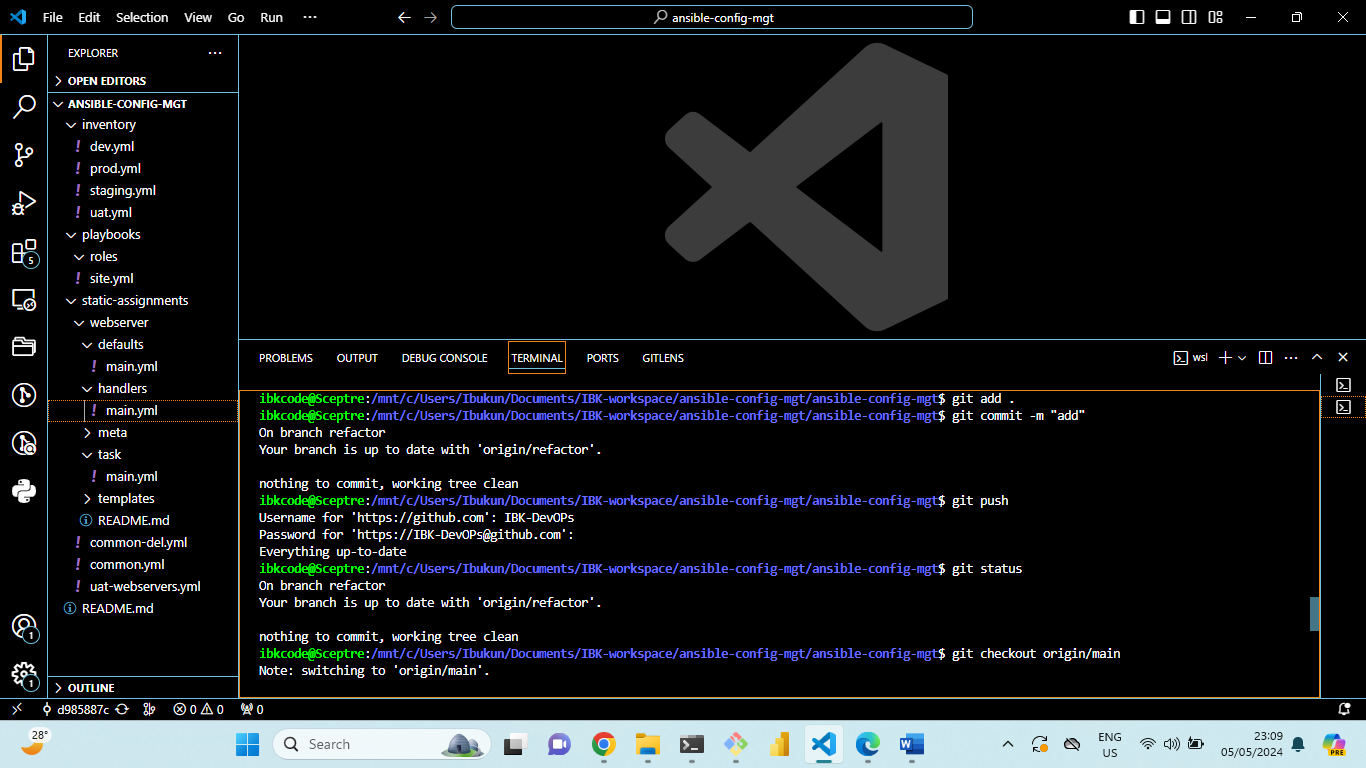 File Edit Selection View Go Run ···
ansible-config-mgt
EXPLORER ···
OPEN EDITORS
ANSIBLE-CONFIG-MGT
inventory
! dev.yml
! prod.yml
! staging.yml
! uat.yml
playbooks
roles
! site.yml
static-assignments
webserver
defaults
! main.yml
handlers
! main.yml
meta
task
! main.yml
templates
README.md
! common-del.yml
! common.yml
! uat-webservers.yml
README.md
OUTLINE
5
1
1
PROBLEMS OUTPUT DEBUG CONSOLE TERMINAL PORTS GITLENS
wsl
ibkcode@Sceptre:/mnt/c/Users/Ibukun/Documents/IBK-workspace/ansible-config-mgt/ansible-config-mgt$ git add .
ibkcode@Sceptre:/mnt/c/Users/Ibukun/Documents/IBK-workspace/ansible-config-mgt/ansible-config-mgt$ git commit -m "add"
On branch refactor
Your branch is up to date with 'origin/refactor'.
nothing to commit, working tree clean
ibkcode@Sceptre:/mnt/c/Users/Ibukun/Documents/IBK-workspace/ansible-config-mgt/ansible-config-mgt$ git push
Username for 'https://github.com': IBK-DevOPs
Password for 'https://IBK-DevOPs@github.com':
Everything up-to-date
ibkcode@Sceptre:/mnt/c/Users/Ibukun/Documents/IBK-workspace/ansible-config-mgt/ansible-config-mgt$ git status
On branch refactor
Your branch is up to date with 'origin/refactor'.
nothing to commit, working tree clean
ibkcode@Sceptre:/mnt/c/Users/Ibukun/Documents/IBK-workspace/ansible-config-mgt/ansible-config-mgt$ git checkout origin/main
Note: switching to 'origin/main'.
d985887c 0 0 0
28°
Search
ENG
US
23:09
05/05/2024
PRE